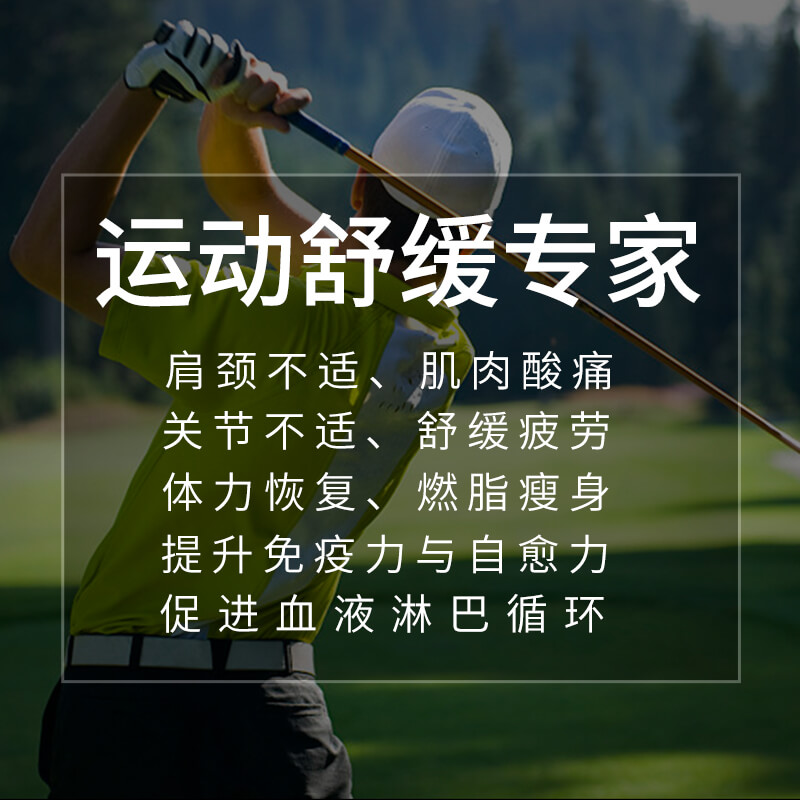 运动舒缓专家
肩颈不适、肌肉酸痛
关节不适、舒缓疲劳
体力恢复、燃脂瘦身
提升免疫力与自愈力
促进血液淋巴循环